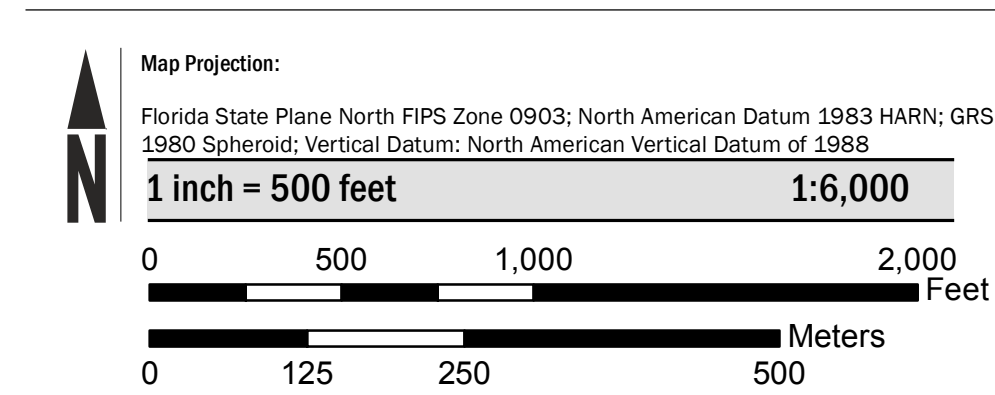 Map Projection:
Florida State Plane North FIPS Zone 0903; North American Datum 1983 HARN; GRS
1980 Spheroid; Vertical Datum: North American Vertical Datum of 1988
N
1 inch = 500 feet 1:6,000
0 500 1,000 2,000
Feet
Meters
0 125 250 500